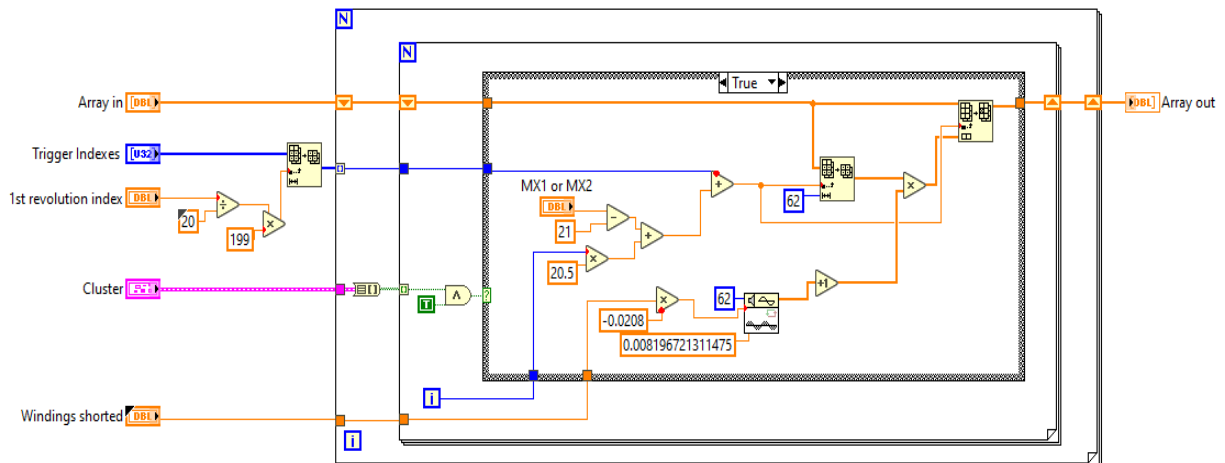 N
N
True
Array in
DBL
DBL
Array out
Trigger Indexes
U32
MX1 or MX2
DBL
1st revolution index
DBL
20
199
21
20.5
62
+1
Cluster
T
62
-0.0208
0.008196721311475
i
Windings shorted
DBL
i